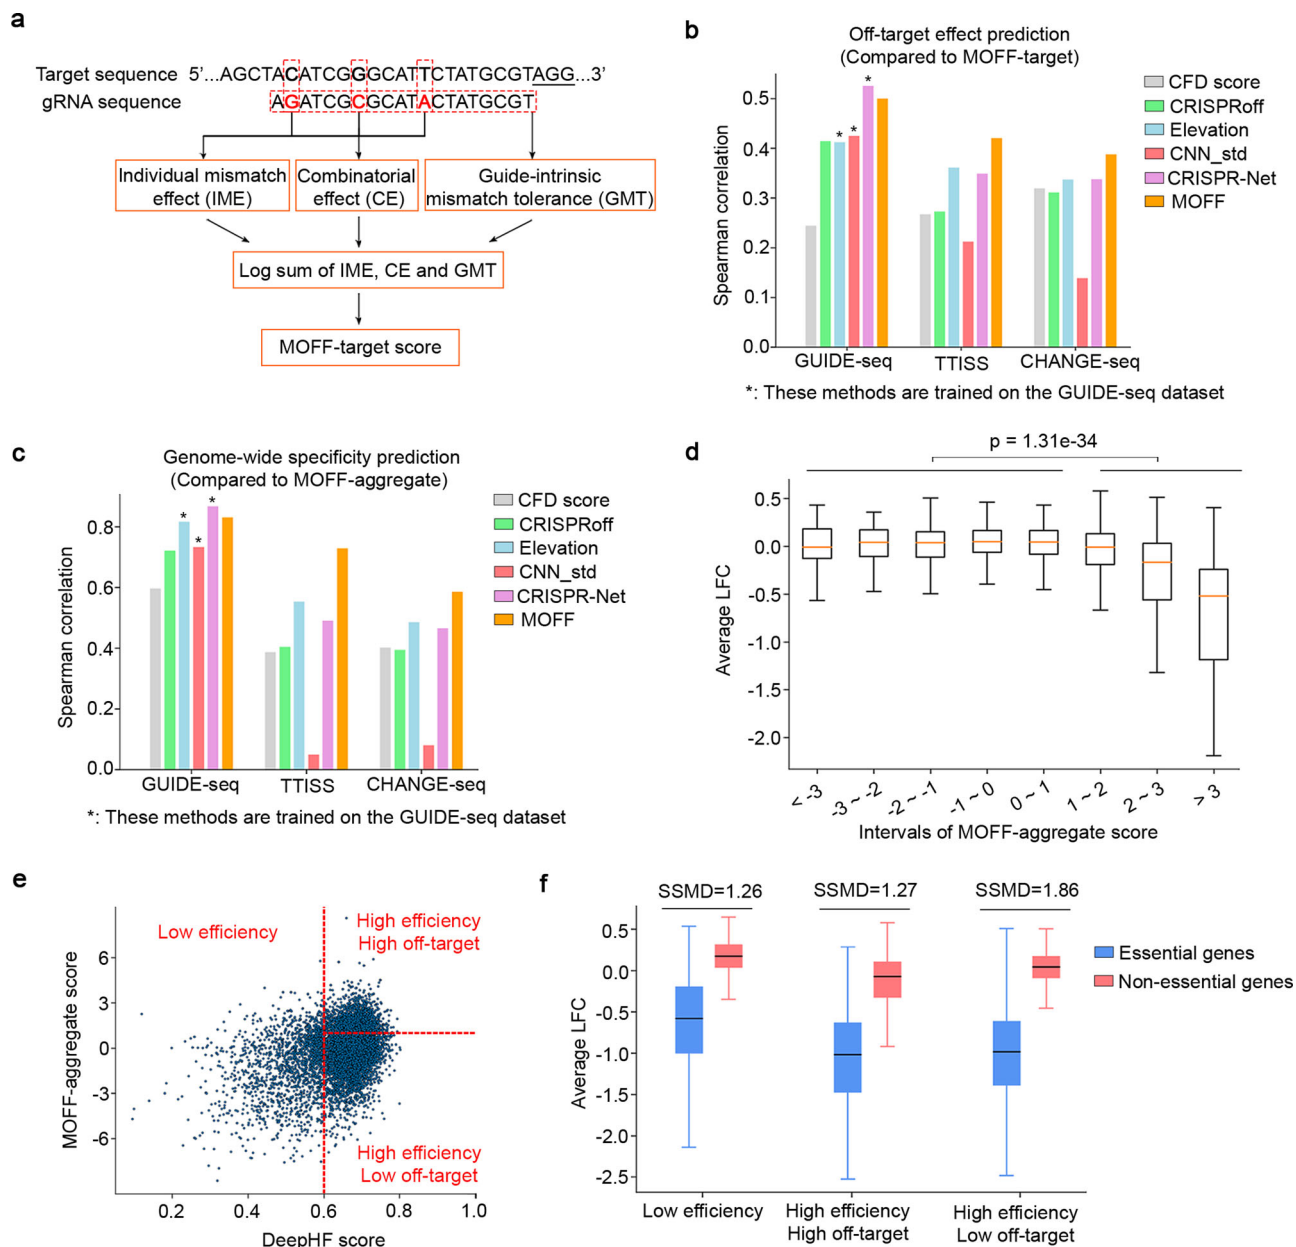 a
Target sequence 5'...AGCTACATCGGGCATTCTATGCGTAGG...3'
gRNA sequence AGATCGCGCATACTATGCGT
Individual mismatch
effect (IME)
Combinatorial
effect (CE)
Guide-intrinsic
mismatch tolerance (GMT)
Log sum of IME, CE and GMT
MOFF-target score
b
Off-target effect prediction
(Compared to MOFF-target)
Spearman correlation
0.5
0.4
0.3
0.2
0.1
0.0
* * *
CFD score
CRISPRoff
Elevation
CNN_std
CRISPR-Net
MOFF
GUIDE-seq TTISS CHANGE-seq
*: These methods are trained on the GUIDE-seq dataset
c
Genome-wide specificity prediction
(Compared to MOFF-aggregate)
Spearman correlation
0.8
0.6
0.4
0.2
0.0
* * *
CFD score
CRISPRoff
Elevation
CNN_std
CRISPR-Net
MOFF
GUIDE-seq TTISS CHANGE-seq
*: These methods are trained on the GUIDE-seq dataset
d
p = 1.31e-34
Average LFC
0.5
0.0
-0.5
-1.0
-1.5
-2.0
< -3 -3 ~ -2 -2 ~ -1 -1 ~ 0 0 ~ 1 1 ~ 2 2 ~ 3 > 3
Intervals of MOFF-aggregate score
e
MOFF-aggregate score
6
3
0
-3
-6
Low efficiency
High efficiency
High off-target
High efficiency
Low off-target
0.2 0.4 0.6 0.8 1.0
DeepHF score
f
SSMD=1.26 SSMD=1.27 SSMD=1.86
Average LFC
0.5
0.0
-0.5
-1.0
-1.5
-2.0
-2.5
Essential genes
Non-essential genes
Low efficiency
High efficiency
High off-target
High efficiency
Low off-target